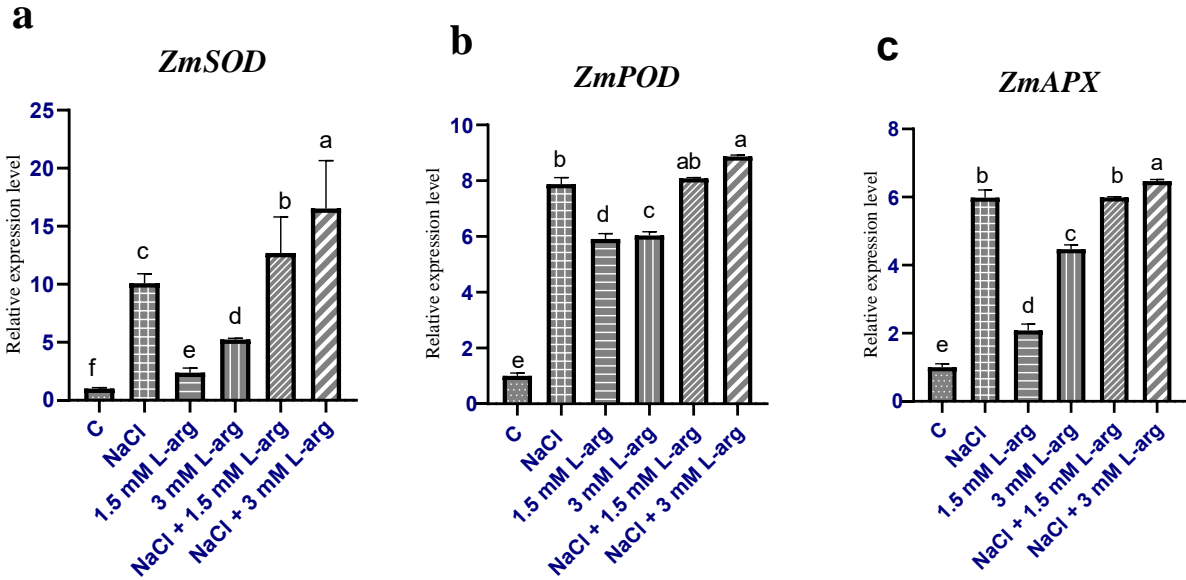 a
ZmSOD
Relative expression level
25
20
15
10
5
0
f
c
e
d
b
a
C
NaCl
1.5 mM L-arg
3 mM L-arg
NaCl + 1.5 mM L-arg
NaCl + 3 mM L-arg
b
ZmPOD
Relative expression level
10
8
6
4
2
0
e
b
d
c
ab
a
C
NaCl
1.5 mM L-arg
3 mM L-arg
NaCl + 1.5 mM L-arg
NaCl + 3 mM L-arg
c
ZmAPX
Relative expression level
8
6
4
2
0
e
b
d
c
b
a
C
NaCl
1.5 mM L-arg
3 mM L-arg
NaCl + 1.5 mM L-arg
NaCl + 3 mM L-arg